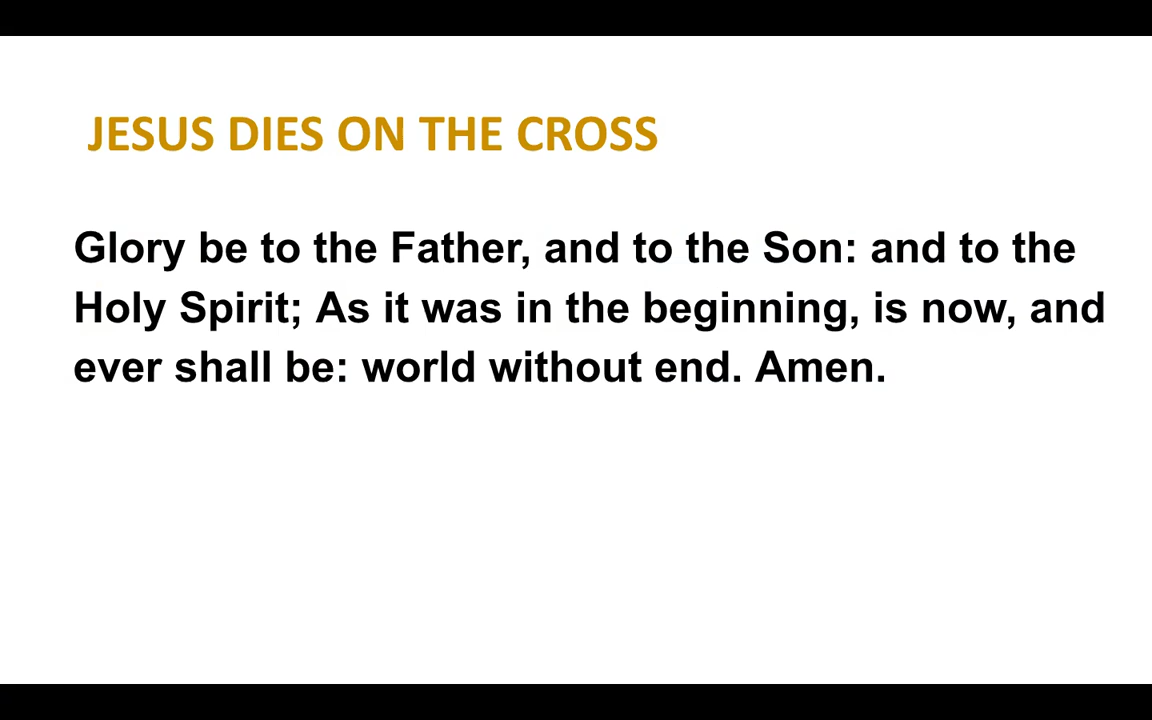 JESUS DIES ON THE CROSS
Glory be to the Father, and to the Son: and to the
Holy Spirit; As it was in the beginning, is now, and
ever shall be: world without end. Amen.